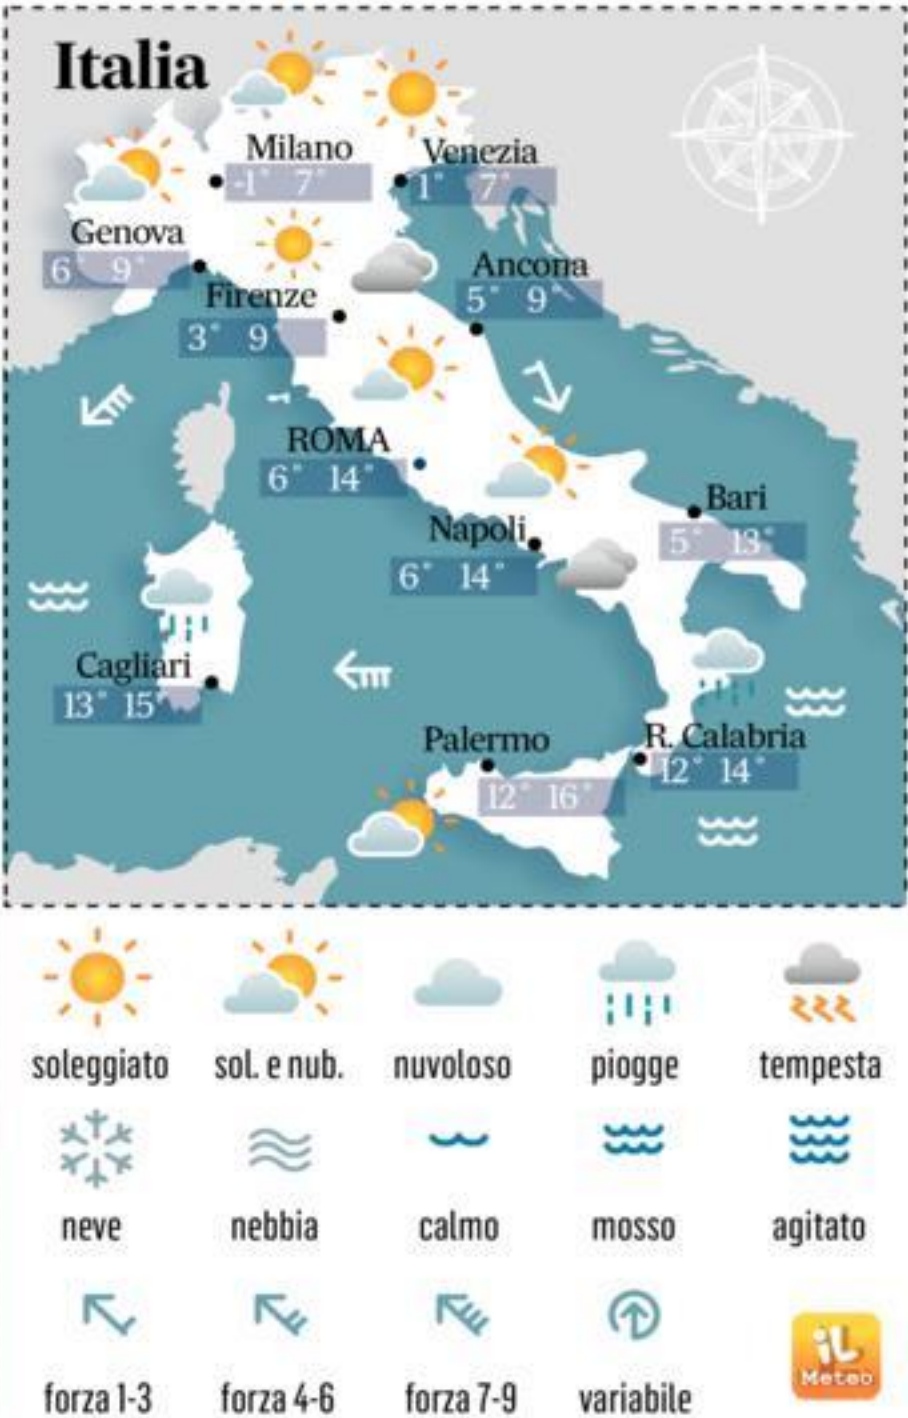 Italia
Milano
-1° 7°
Venezia
1° 7°
Genova
6° 9°
Ancona
5° 9°
Firenze
3° 9°
ROMA
6° 14°
Bari
5° 13°
Napoli
6° 14°
Cagliari
13° 15°
Palermo
12° 16°
R. Calabria
12° 14°
soleggiato sol. e nub. nuvoloso piogge tempesta
neve nebbia calmo mosso agitato
forza 1-3 forza 4-6 forza 7-9 variabile
iL
Meteo